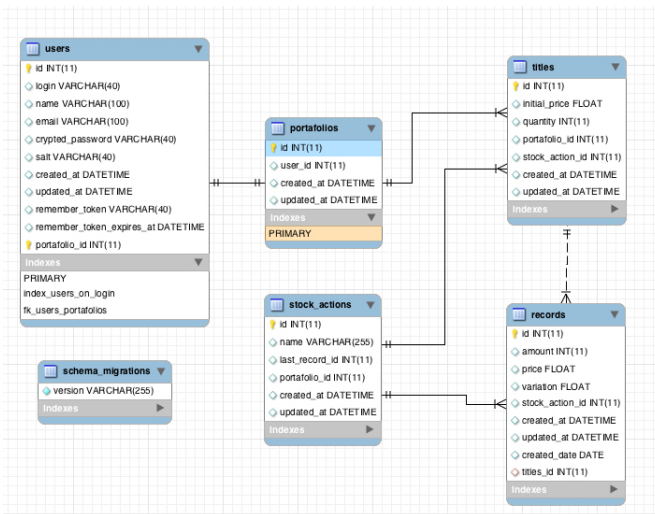 users
id INT(11)
login VARCHAR(40)
name VARCHAR(100)
email VARCHAR(100)
crypted_password VARCHAR(40)
salt VARCHAR(40)
created_at DATETIME
updated_at DATETIME
remember_token VARCHAR(40)
remember_token_expires_at DATETIME
portafolio_id INT(11)
Indexes
PRIMARY
index_users_on_login
fk_users_portafolios
schema_migrations
version VARCHAR(255)
Indexes
portafolios
id INT(11)
user_id INT(11)
created_at DATETIME
updated_at DATETIME
Indexes
PRIMARY
stock_actions
id INT(11)
name VARCHAR(255)
last_record_id INT(11)
portafolio_id INT(11)
created_at DATETIME
updated_at DATETIME
Indexes
titles
id INT(11)
initial_price FLOAT
quantity INT(11)
portafolio_id INT(11)
stock_action_id INT(11)
created_at DATETIME
updated_at DATETIME
Indexes
records
id INT(11)
amount INT(11)
price FLOAT
variation FLOAT
stock_action_id INT(11)
created_at DATETIME
updated_at DATETIME
created_date DATE
titles_id INT(11)
Indexes